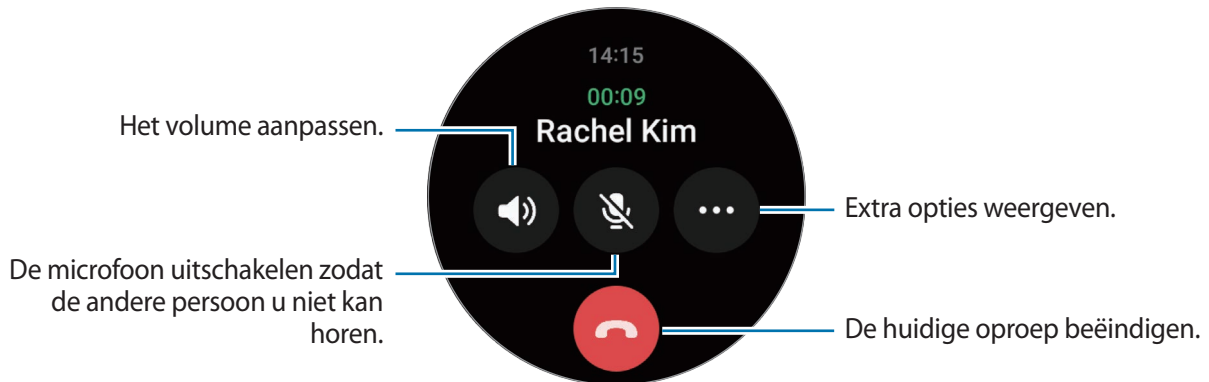 14:15
00:09
Rachel Kim
Het volume aanpassen.
Extra opties weergeven.
De microfoon uitschakelen zodat
de andere persoon u niet kan
horen.
De huidige oproep beëindigen.